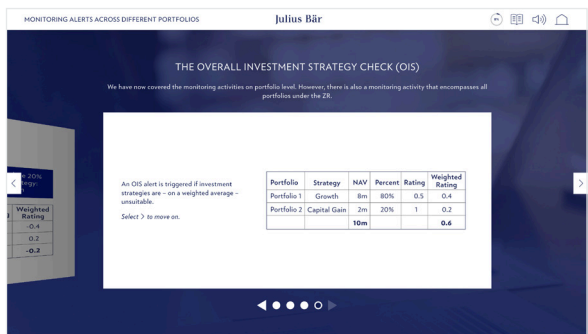 MONITORING ALERTS ACROSS DIFFERENT PORTFOLIOS
Julius Bär
THE OVERALL INVESTMENT STRATEGY CHECK (OIS)
We have now covered the monitoring activities on portfolio level. However, there is also a monitoring activity that encompasses all
portfolios under the ZR.
20%
tegy:
Weighted
Rating
-0.4
0.2
-0.2
An OIS alert is triggered if investment
strategies are – on a weighted average –
unsuitable.
Select > to move on.
Portfolio Strategy NAV Percent Rating Weighted Rating
Portfolio 1 Growth 8m 80% 0.5 0.4
Portfolio 2 Capital Gain 2m 20% 1 0.2
10m 0.6